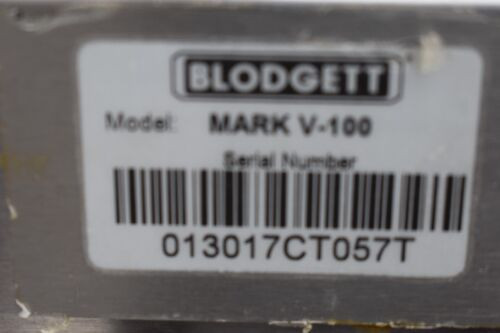 BLODGETT
Model: MARK V-100
Serial Number
013017CT057T